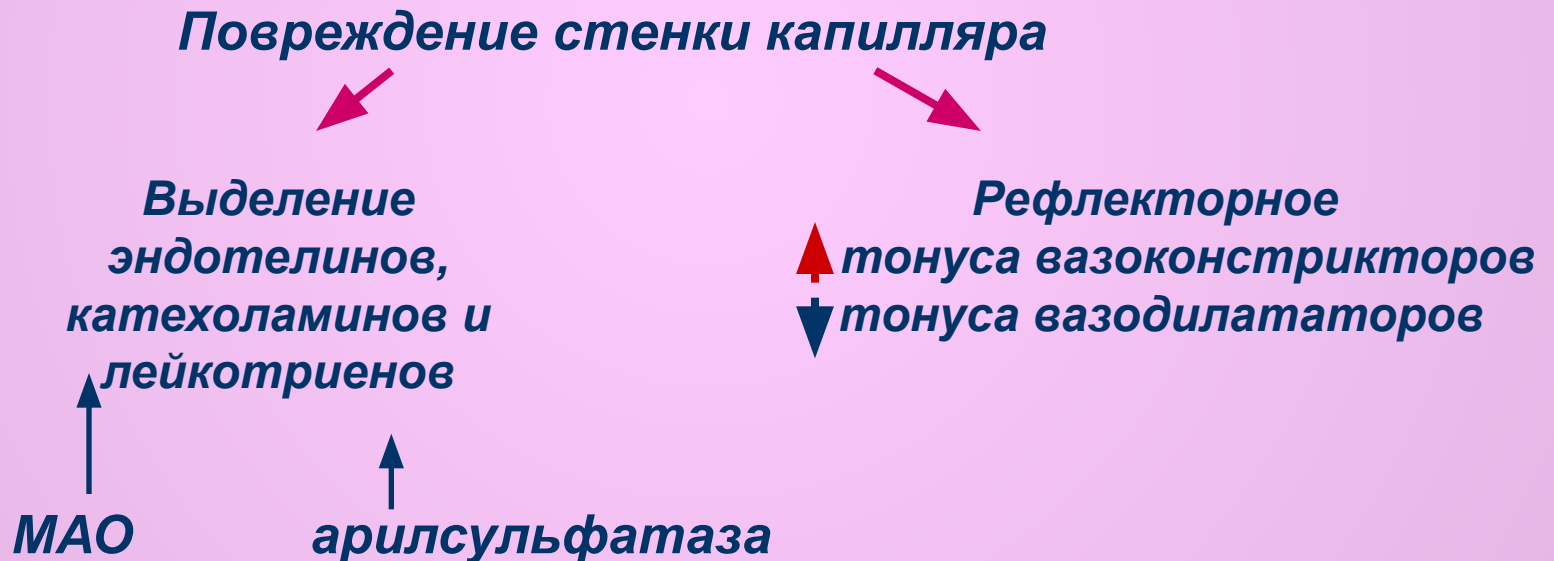 Повреждение стенки капилляра
Выделение
эндотелинов,
катехоламинов и
лейкотриенов
Рефлекторное
тонуса вазоконстрикторов
тонуса вазодилататоров
МАО
арилсульфатаза